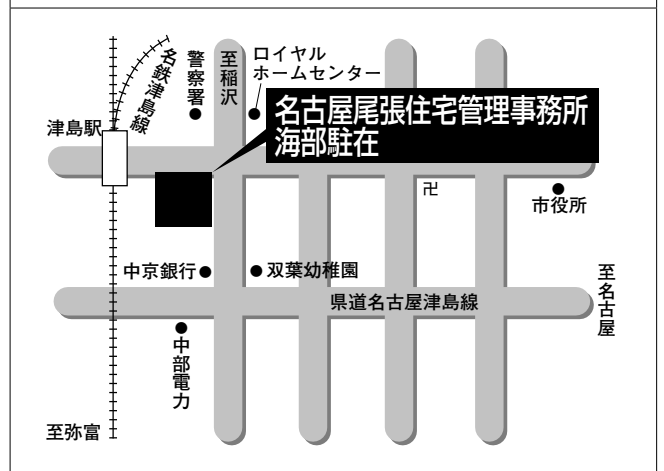 名鉄津島線
警察署
至稲沢
ロイヤル
ホームセンター
名古屋尾張住宅管理事務所
海部駐在
津島駅
卍
市役所
中京銀行
双葉幼稚園
至名古屋
県道名古屋津島線
中部電力
至弥富